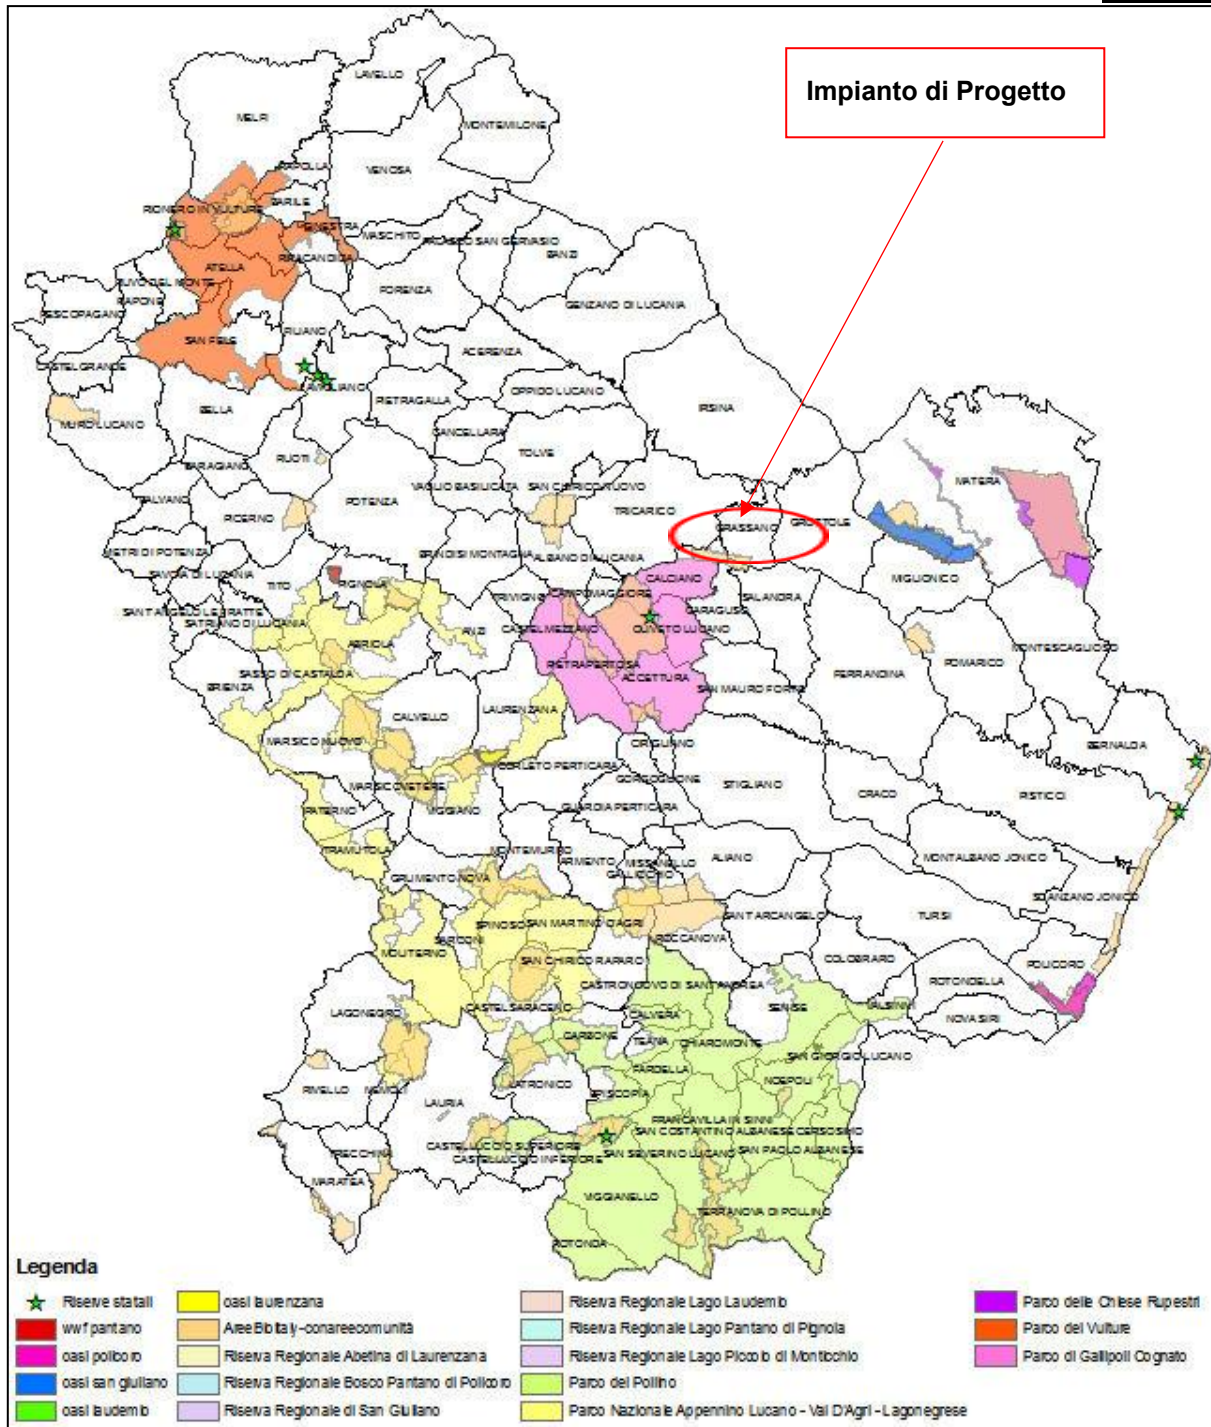 Impianto di Progetto
LAVELLO
MELFI
MONTEMILONE
VENOSA
BARILE
RIONERO IN VULTURE
GINESTRA
MASCHITO
BANZI
ATELLA
RIPACANDIDA
FORENZA
GENZANO DI LUCANIA
RUVO DEL MONTE
RAPONE
PESCOPAGANO
SAN FELE
ACERENZA
CASTELGRANDE
OPPIDO LUCANO
IRSINA
BELLA
PIETRAGALLA
MURO LUCANO
CANCELLARA
TOLVE
RUOTI
BARAGIANO
MATERA
VAGLIO BASILICATA
SAN CHIRICO NUOVO
POTENZA
TRICARICO
BALVANO
PICERNO
GRASSANO
GROTTOLE
BRINDISI MONTAGNA
ALBANO DI LUCANIA
VIETRI DI POTENZA
SAVOIA DI LUCANIA
TITO
PIGNOLA
CALCIANO
MIGLIONICO
TRIVIGNO
CAMPOMAGGIORE
SALANDRA
GARAGUSO
SANT'ANGELO LE FRATTE
SATRIANO DI LUCANIA
ANZI
CASTELMEZZANO
OLIVETO LUCANO
ABRIOLA
MONTESCAGLIOSO
PIETRAPERTOSA
POMARICO
SASSO DI CASTALDA
ACCETTURA
FERRANDINA
BRIENZA
SAN MAURO FORTE
LAURENZANA
CALVELLO
MARSICO NUOVO
CIRIGLIANO
BERNALDA
CORLETO PERTICARA
GORGOGLIONE
STIGLIANO
MARSICOVETERE
CRACO
PISTICCI
PATERNO
VIGGIANO
GUARDIA PERTICARA
TRAMUTOLA
MONTEMURRO
ARMENTO
MISSANELLO
ALIANO
MONTALBANO JONICO
GALLICCHIO
GRUMENTO NOVA
SCANZANO JONICO
SPINOSO
SAN MARTINO D'AGRI
SANT'ARCANGELO
TURSI
SARCONI
ROCCANOVA
MOLITERNO
SAN CHIRICO RAPARO
COLOBRARO
POLICORO
CASTRONUOVO DI SANT'ANDREA
ROTONDELLA
CASTELSARACENO
SENISE
VALSINNI
LAGONEGRO
CALVERA
NOVA SIRI
CARBONE
TEANA
CHIAROMONTE
SAN GIORGIO LUCANO
FARDELLA
NOEPOLI
RIVELLO
NEMOLI
LATRONICO
LAURIA
EPISCOPIA
FRANCAVILLA IN SINNI
SAN COSTANTINO ALBANESE
CERSOSIMO
CASTELLUCCIO SUPERIORE
SAN SEVERINO LUCANO
SAN PAOLO ALBANESE
TRECCHINA
CASTELLUCCIO INFERIORE
MARATEA
VIGGIANELLO
TERRANOVA DI POLLINO
ROTONDA
Legenda
Riserve statali
wwf pantano
oasi policoro
oasi san giuliano
oasi laudemio
oasi laurenzana
AreeBibitaly-conareecomunità
Riserva Regionale Abetina di Laurenzana
Riserva Regionale Bosco Pantano di Policoro
Riserva Regionale di San Giuliano
Riserva Regionale Lago Laudemio
Riserva Regionale Lago Pantano di Pignola
Riserva Regionale Lago Piccolo di Monticchio
Parco del Pollino
Parco Nazionale Appennino Lucano - Val D'Agri - Lagonegrese
Parco delle Chiese Rupestri
Parco del Vulture
Parco di Gallipoli Cognato